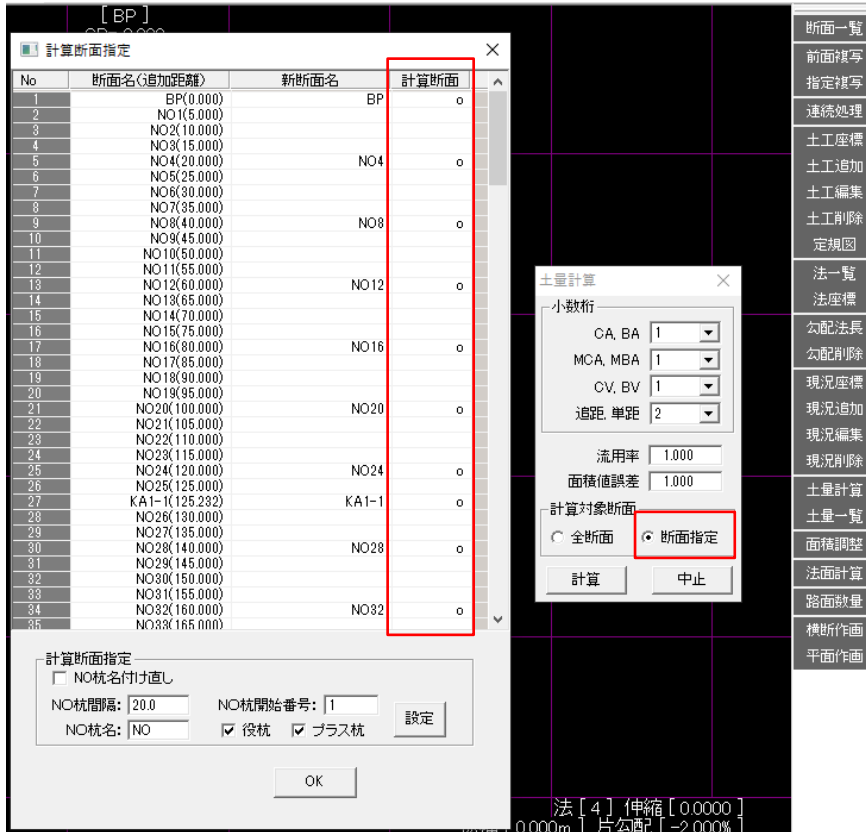 [ BP ]
計算断面指定
No 断面名(追加距離) 新断面名 計算断面
1 BP(0.000) BP o
2 NO1(5.000)
3 NO2(10.000)
4 NO3(15.000)
5 NO4(20.000) NO4 o
6 NO5(25.000)
7 NO6(30.000)
8 NO7(35.000)
9 NO8(40.000) NO8 o
10 NO9(45.000)
11 NO10(50.000)
12 NO11(55.000)
13 NO12(60.000) NO12 o
14 NO13(65.000)
15 NO14(70.000)
16 NO15(75.000)
17 NO16(80.000) NO16 o
18 NO17(85.000)
19 NO18(90.000)
20 NO19(95.000)
21 NO20(100.000) NO20 o
22 NO21(105.000)
23 NO22(110.000)
24 NO23(115.000)
25 NO24(120.000) NO24 o
26 NO25(125.000)
27 KA1-1(125.232) KA1-1 o
28 NO26(130.000)
29 NO27(135.000)
30 NO28(140.000) NO28 o
31 NO29(145.000)
32 NO30(150.000)
33 NO31(155.000)
34 NO32(160.000) NO32 o
35 NO33(165.000)
計算断面指定
NO杭名付け直し
NO杭間隔: 20.0 NO杭開始番号: 1
NO杭名: NO 役杭 プラス杭 設定
OK
土量計算
小数桁
CA, BA 1
MCA, MBA 1
CV, BV 1
追距, 単距 2
流用率 1.000
面積値誤差 1.000
計算対象断面
全断面 断面指定
計算 中止
断面一覧
前面複写
指定複写
連続処理
土工座標
土工追加
土工編集
土工削除
定規図
法一覧
法座標
勾配法長
勾配削除
現況座標
現況追加
現況編集
現況削除
土量計算
土量一覧
面積調整
法面計算
路面数量
横断作画
平面作画
法 [ 4 ] 伸縮 [ 0.0000 ]
0.000m ] 片勾配 [ -2.000% ]